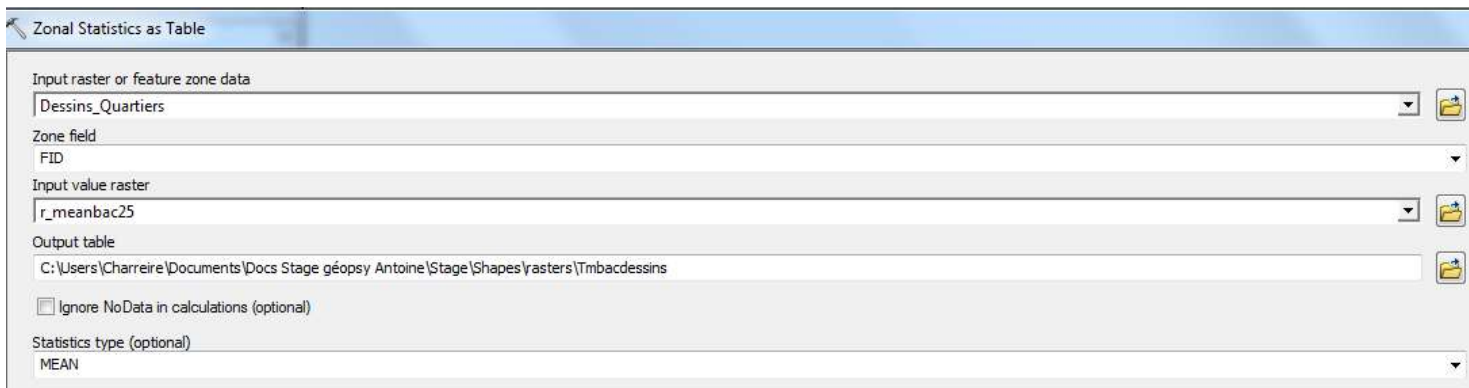 Zonal Statistics as Table
Input raster or feature zone data
Dessins_Quartiers
Zone field
FID
Input value raster
r_meanbac25
Output table
C:\Users\Charreire\Documents\Docs Stage géopsy Antoine\Stage\Shapes\rasters\Tmbacdessins
Ignore NoData in calculations (optional)
Statistics type (optional)
MEAN